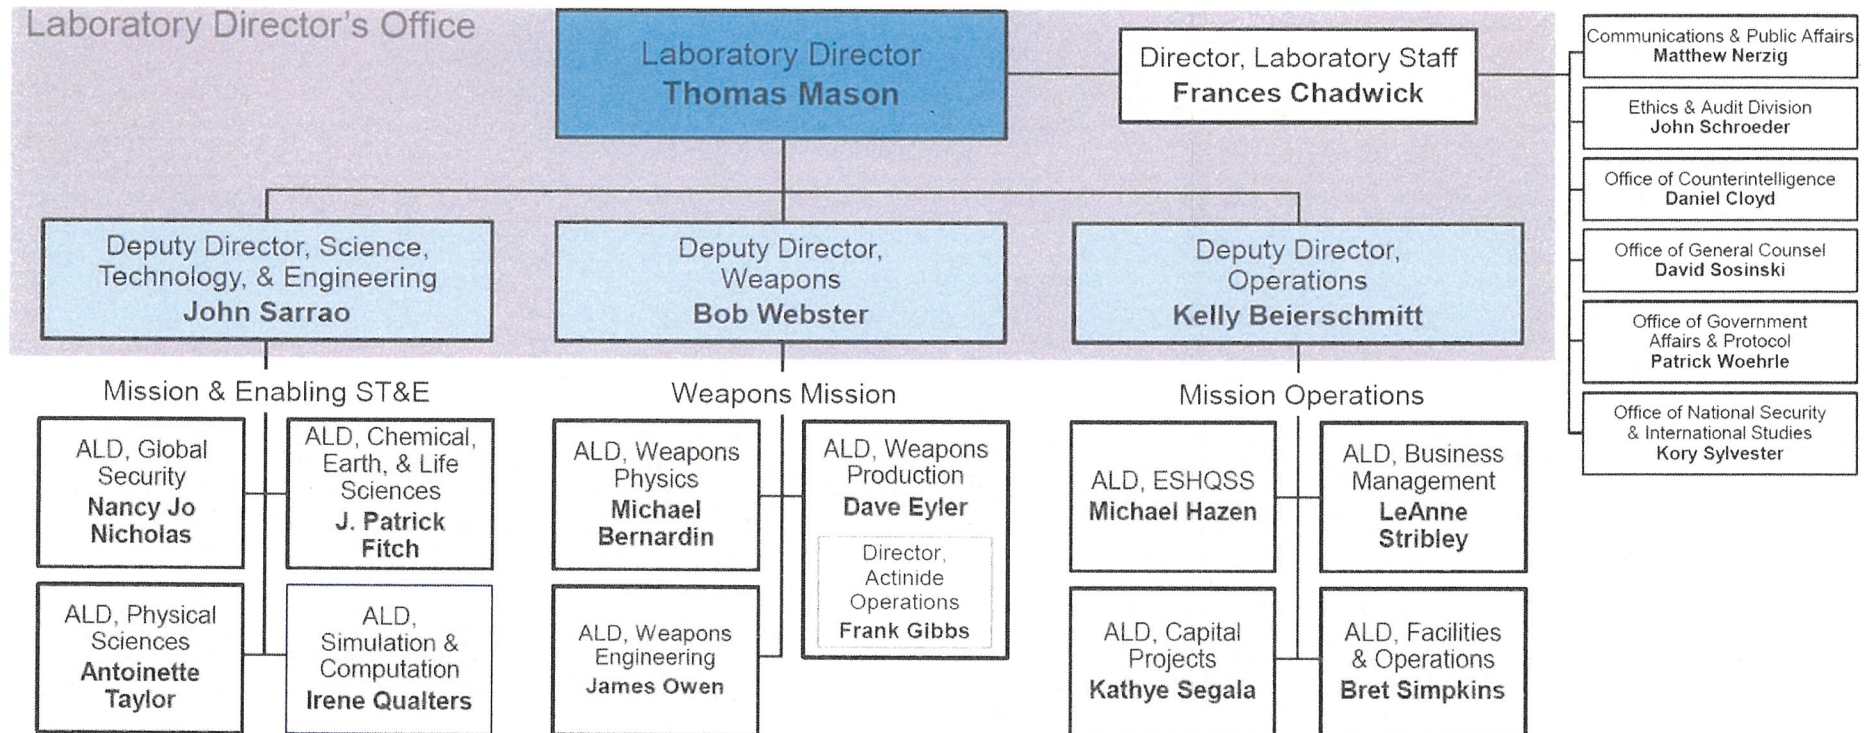 Laboratory Director's Office
Laboratory Director
Thomas Mason
Director, Laboratory Staff
Frances Chadwick
Communications & Public Affairs
Matthew Nerzig
Ethics & Audit Division
John Schroeder
Office of Counterintelligence
Daniel Cloyd
Office of General Counsel
David Sosinski
Office of Government
Affairs & Protocol
Patrick Woehrle
Office of National Security
& International Studies
Kory Sylvester
Deputy Director, Science,
Technology, & Engineering
John Sarrao
Deputy Director,
Weapons
Bob Webster
Deputy Director,
Operations
Kelly Beierschmitt
Mission & Enabling ST&E
ALD, Global
Security
Nancy Jo
Nicholas
ALD, Chemical,
Earth, & Life
Sciences
J. Patrick
Fitch
ALD, Physical
Sciences
Antoinette
Taylor
ALD,
Simulation &
Computation
Irene Qualters
Weapons Mission
ALD, Weapons
Physics
Michael
Bernardin
ALD, Weapons
Production
Dave Eyler
Director,
Actinide
Operations
Frank Gibbs
ALD, Weapons
Engineering
James Owen
Mission Operations
ALD, ESHQSS
Michael Hazen
ALD, Business
Management
LeAnne
Stribley
ALD, Capital
Projects
Kathye Segala
ALD, Facilities
& Operations
Bret Simpkins